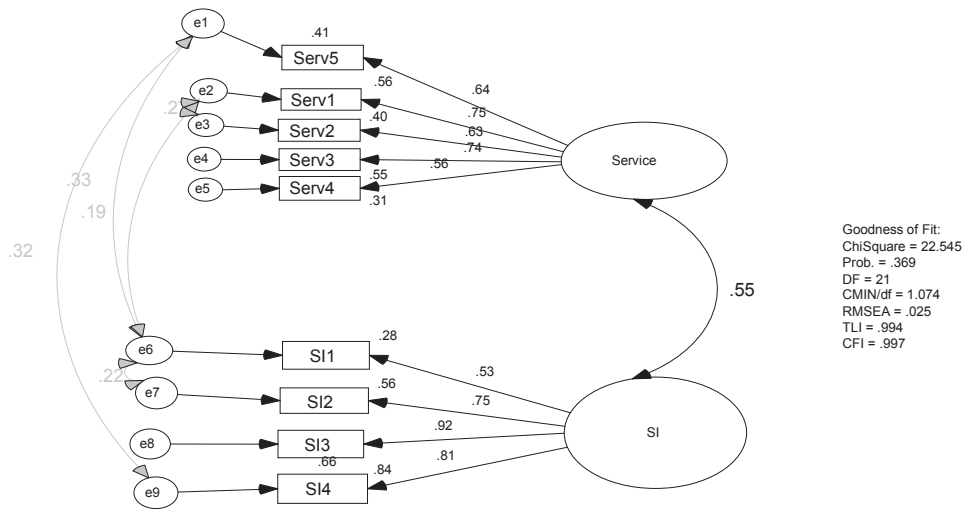 e1
.41
Serv5
.64
e2
.56
Serv1
.75
.2
.40
e3
Serv2
.63
.74
e4
Serv3
.56
Service
.55
e5
Serv4
.31
.33
.19
.32
Goodness of Fit:
ChiSquare = 22.545
Prob. = .369
DF = 21
CMIN/df = 1.074
RMSEA = .025
TLI = .994
CFI = .997
.55
e6
.28
SI1
.53
.22
e7
.56
SI2
.75
e8
SI3
.92
SI
.66
.84
.81
e9
SI4